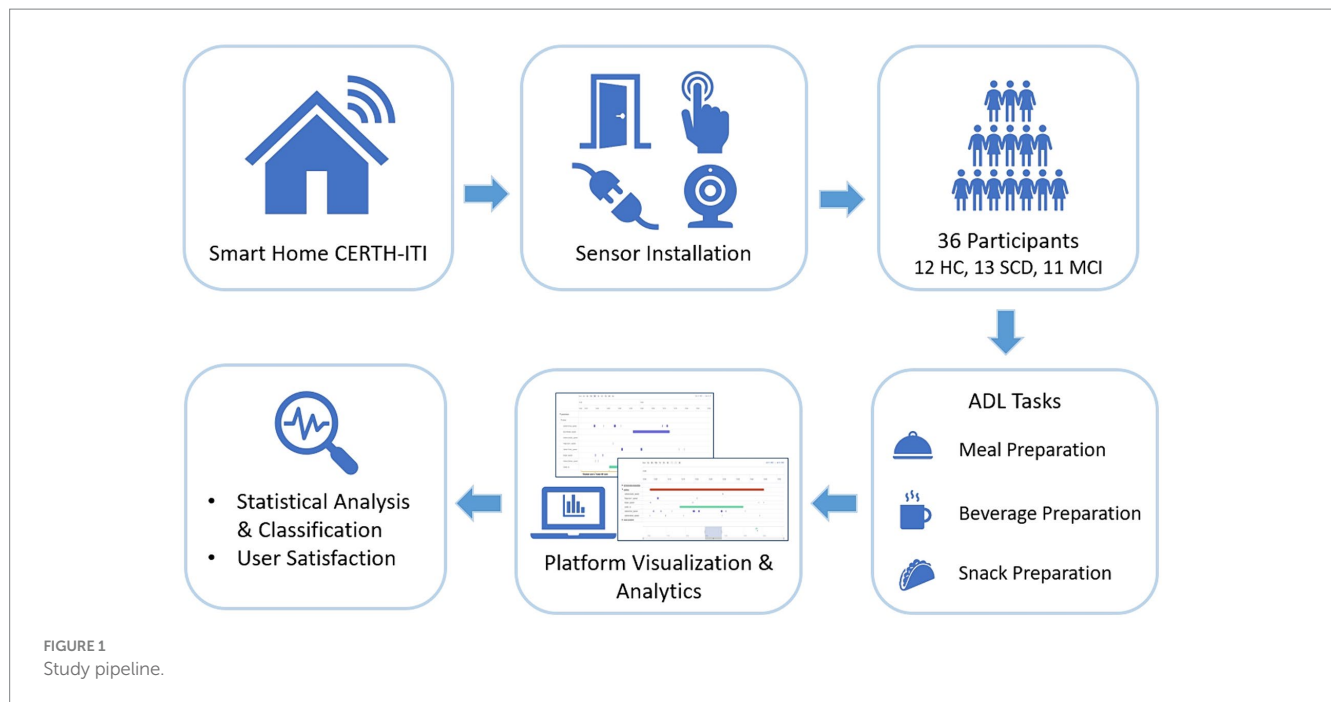 Smart Home CERTH-ITI
Sensor Installation
36 Participants
12 HC, 13 SCD, 11 MCI
ADL Tasks
Meal Preparation
Beverage Preparation
Snack Preparation
Platform Visualization &
Analytics
• Statistical Analysis
& Classification
• User Satisfaction
FIGURE 1
Study pipeline.